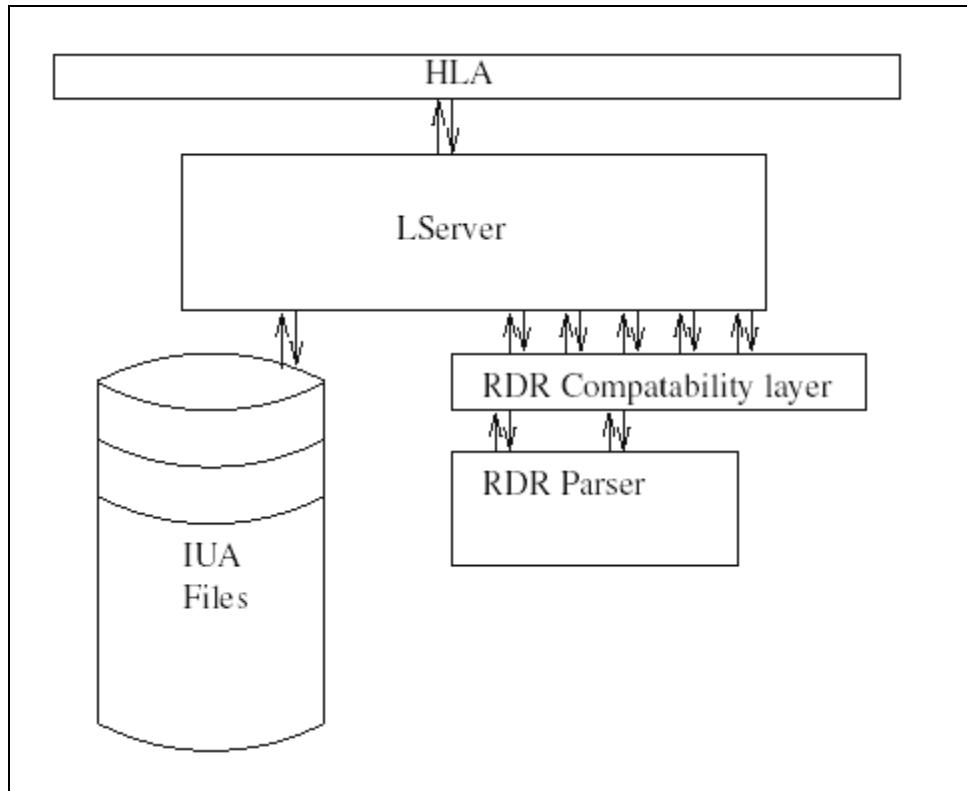 HLA
LServer
RDR Compatability layer
RDR Parser
IUA
Files